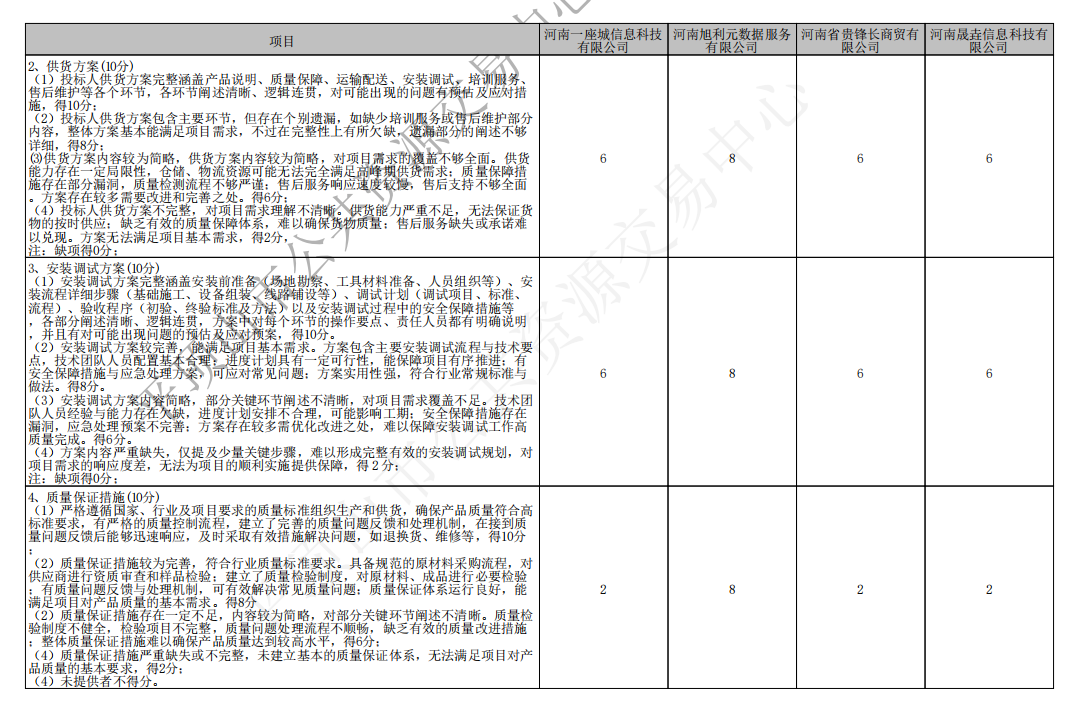 项目
河南一座城信息科技有限公司
河南旭利元数据服务有限公司
河南省贵锋长商贸有限公司
河南晟垚信息科技有限公司
2、供货方案(10分)
（1）投标人供货方案完整涵盖产品说明、质量保障、运输配送、安装调试、培训服务、
售后维护等各个环节，各环节阐述清晰、逻辑连贯，对可能出现的问题有预估及应对措
施，得10分；
（2）投标人供货方案包含主要环节，但存在个别遗漏，如缺少培训服务或售后维护部分
内容，整体方案基本能满足项目需求，不过在完整性上有所欠缺，遗漏部分的阐述不够
详细，得8分；
⑶供货方案内容较为简略，供货方案内容较为简略，对项目需求的覆盖不够全面。供货
能力存在一定局限性，仓储、物流资源可能无法完全满足高峰期供货需求；质量保障措
施存在部分漏洞，质量检测流程不够严谨；售后服务响应速度较慢，售后支持不够全面
。方案存在较多需要改进和完善之处。得6分；
（4）投标人供货方案不完整，对项目需求理解不清晰。供货能力严重不足，无法保证货
物的按时供应；缺乏有效的质量保障体系，难以确保货物质量；售后服务缺失或承诺难
以兑现。方案无法满足项目基本需求，得2分，
注：缺项得0分；
6
8
6
6
3、安装调试方案(10分)
（1）安装调试方案完整涵盖安装前准备（场地勘察、工具材料准备、人员组织等）、安
装流程详细步骤（基础施工、设备组装、线路铺设等）、调试计划（调试项目、标准、
流程）、验收程序（初验、终验标准及方法）以及安装调试过程中的安全保障措施等
，各部分阐述清晰、逻辑连贯，方案中对每个环节的操作要点、责任人员都有明确说明
，并且有对可能出现问题的预估及应对预案，得10分。
（2）安装调试方案较完善，能满足项目基本需求。方案包含主要安装调试流程与技术要
点，技术团队人员配置基本合理；进度计划具有一定可行性，能保障项目有序推进；有
安全保障措施与应急处理方案，可应对常见问题；方案实用性强，符合行业常规标准与
做法。得8分。
（3）安装调试方案内容简略，部分关键环节阐述不清晰，对项目需求覆盖不足。技术团
队人员经验与能力存在欠缺，进度计划安排不合理，可能影响工期；安全保障措施存在
漏洞，应急处理预案不完善；方案存在较多需优化改进之处，难以保障安装调试工作高
质量完成。得6分。
（4）方案内容严重缺失，仅提及少量关键步骤，难以形成完整有效的安装调试规划，对
项目需求的响应度差，无法为项目的顺利实施提供保障，得２分；
注：缺项得0分；
6
8
6
6
4、质量保证措施(10分)
（1）严格遵循国家、行业及项目要求的质量标准组织生产和供货，确保产品质量符合高
标准要求，有严格的质量控制流程，建立了完善的质量问题反馈和处理机制，在接到质
量问题反馈后能够迅速响应，及时采取有效措施解决问题，如退换货、维修等，得10分
；
（2）质量保证措施较为完善，符合行业质量标准要求。具备规范的原材料采购流程，对
供应商进行资质审查和样品检验；建立了质量检验制度，对原材料、成品进行必要检验
；有质量问题反馈与处理机制，可有效解决常见质量问题；质量保证体系运行良好，能
满足项目对产品质量的基本需求。得8分
（2）质量保证措施存在一定不足，内容较为简略，对部分关键环节阐述不清晰。质量检
验制度不健全，检验项目不完整，质量问题处理流程不顺畅，缺乏有效的质量改进措施
；整体质量保证措施难以确保产品质量达到较高水平，得6分；
（4）质量保证措施严重缺失或不完整，未建立基本的质量保证体系，无法满足项目对产
品质量的基本要求，得2分；
（4）未提供者不得分。
2
8
2
2
平顶山市公共资源交易中心